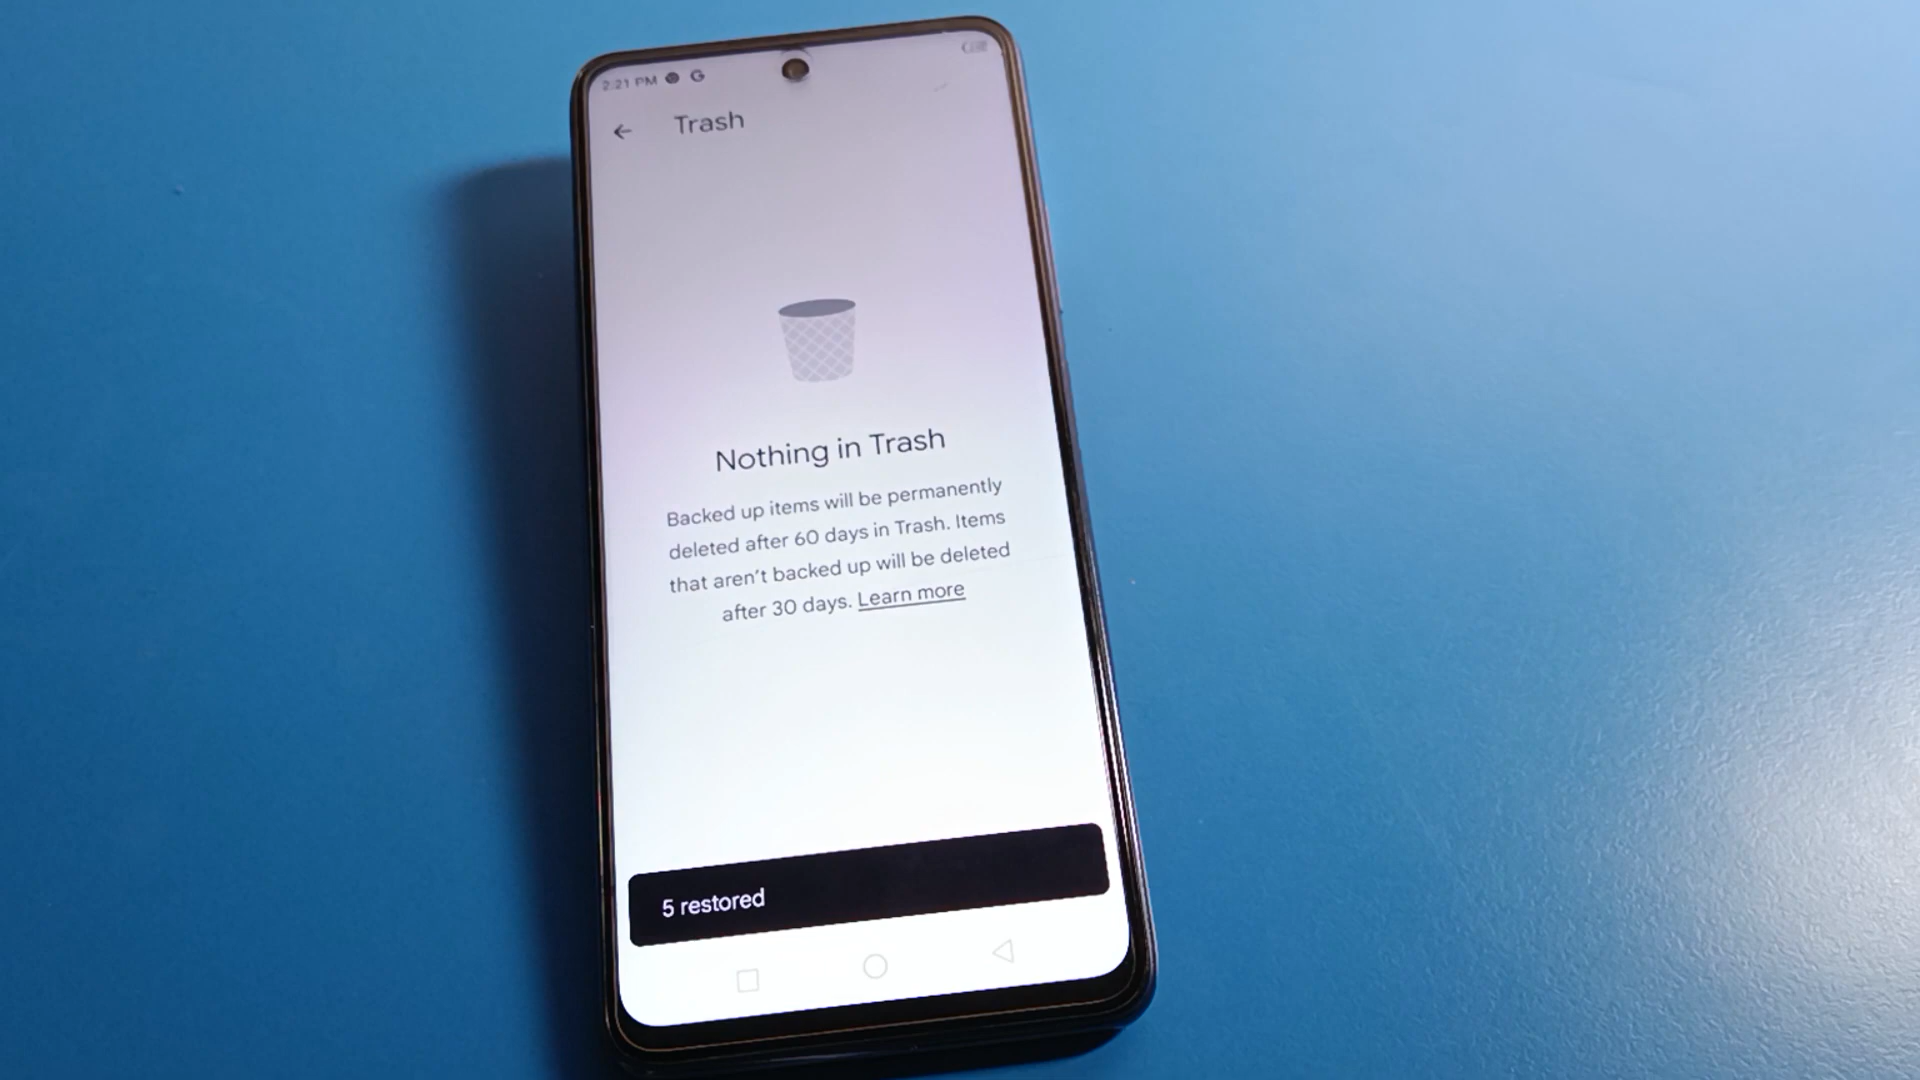 2:21 PM G
Trash
Nothing in Trash
Backed up items will be permanently
deleted after 60 days in Trash. Items
that aren't backed up will be deleted
after 30 days. Learn more
5 restored